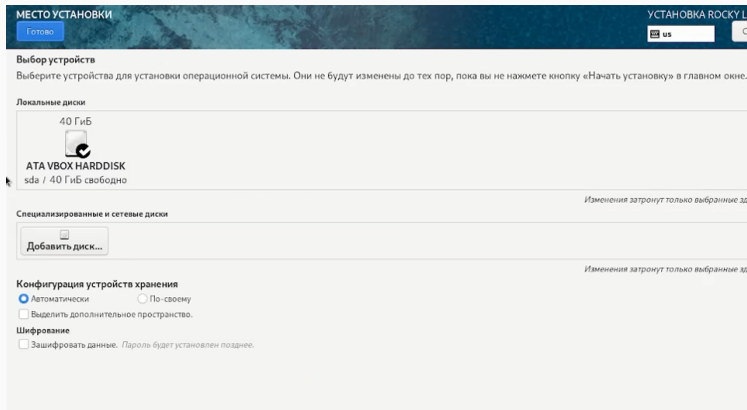 МЕСТО УСТАНОВКИ
УСТАНОВКА ROCKY L
Готово
us
Выбор устройств
Выберите устройства для установки операционной системы. Они не будут изменены до тех пор, пока вы не нажмете кнопку «Начать установку» в главном окне.
Локальные диски
40 ГиБ
ATA VBOX HARDDISK
sda / 40 ГиБ свободно
Изменения затронут только выбранные зд
Специализированные и сетевые диски
Добавить диск...
Изменения затронут только выбранные зд
Конфигурация устройств хранения
Автоматически По-своему
Выделить дополнительное пространство.
Шифрование
Зашифровать данные. Пароль будет установлен позднее.